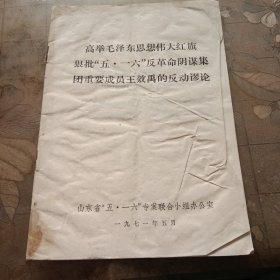 高举毛泽东思想伟大红旗
狠批“五·一六”反革命阴谋集
团重要成员王效禹的反动谬论
山东省“五·一六”专案联合小组办公室
一九七一年五月